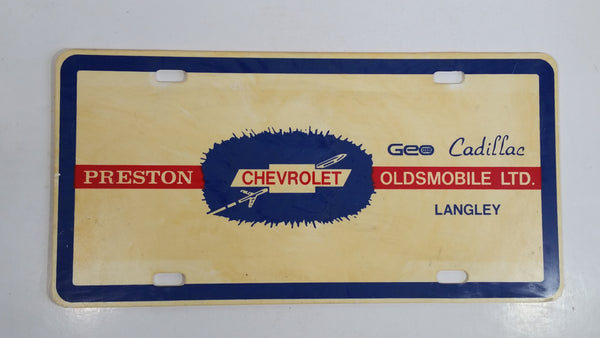 Geo Cadillac
PRESTON CHEVROLET OLDSMOBILE LTD.
LANGLEY